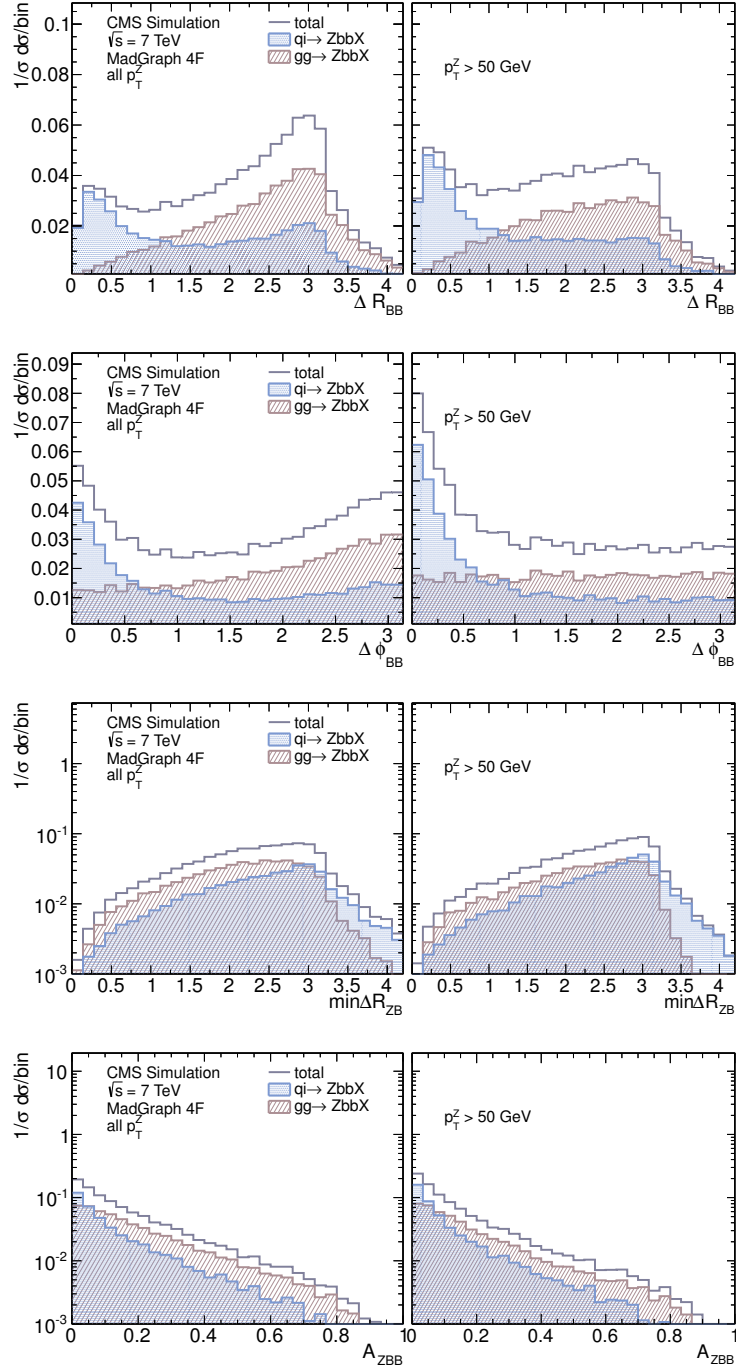 1/σ dσ/bin
0.1
0.08
0.06
0.04
0.02
CMS Simulation
√s = 7 TeV
MadGraph 4F
all p_T^Z
total
qi→ ZbbX
gg→ ZbbX
p_T^Z > 50 GeV
0 0.5 1 1.5 2 2.5 3 3.5 4
Δ R_BB
0 0.5 1 1.5 2 2.5 3 3.5 4
Δ R_BB
1/σ dσ/bin
0.09
0.08
0.07
0.06
0.05
0.04
0.03
0.02
0.01
CMS Simulation
√s = 7 TeV
MadGraph 4F
all p_T^Z
total
qi→ ZbbX
gg→ ZbbX
p_T^Z > 50 GeV
0 0.5 1 1.5 2 2.5 3
Δ ϕ_BB
0 0.5 1 1.5 2 2.5 3
Δ ϕ_BB
1/σ dσ/bin
1
10^-1
10^-2
10^-3
CMS Simulation
√s = 7 TeV
MadGraph 4F
all p_T^Z
total
qi→ ZbbX
gg→ ZbbX
p_T^Z > 50 GeV
0.5 1 1.5 2 2.5 3 3.5 4
minΔR_ZB
0.5 1 1.5 2 2.5 3 3.5 4
minΔR_ZB
1/σ dσ/bin
10
1
10^-1
10^-2
10^-3
CMS Simulation
√s = 7 TeV
MadGraph 4F
all p_T^Z
total
qi→ ZbbX
gg→ ZbbX
p_T^Z > 50 GeV
0 0.2 0.4 0.6 0.8 1
A_ZBB
0 0.2 0.4 0.6 0.8 1
A_ZBB